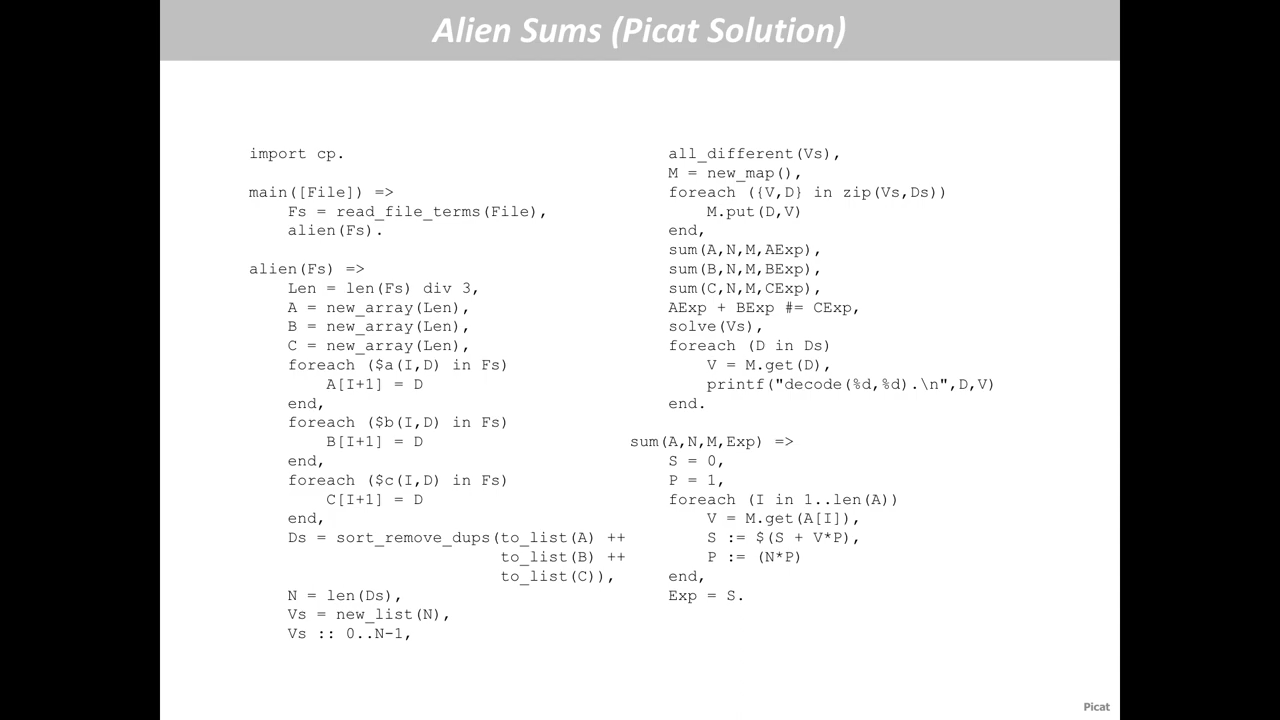 Alien Sums (Picat Solution)
import cp.
main([File]) =>
    Fs = read_file_terms(File),
    alien(Fs).
alien(Fs) =>
    Len = len(Fs) div 3,
    A = new_array(Len),
    B = new_array(Len),
    C = new_array(Len),
    foreach ($a(I,D) in Fs)
        A[I+1] = D
    end,
    foreach ($b(I,D) in Fs)
        B[I+1] = D
    end,
    foreach ($c(I,D) in Fs)
        C[I+1] = D
    end,
    Ds = sort_remove_dups(to_list(A) ++
                          to_list(B) ++
                          to_list(C)),
    N = len(Ds),
    Vs = new_list(N),
    Vs :: 0..N-1,
    all_different(Vs),
    M = new_map(),
    foreach ({V,D} in zip(Vs,Ds))
        M.put(D,V)
    end,
    sum(A,N,M,AExp),
    sum(B,N,M,BExp),
    sum(C,N,M,CExp),
    AExp + BExp #= CExp,
    solve(Vs),
    foreach (D in Ds)
        V = M.get(D),
        printf("decode(%d,%d).\n",D,V)
    end.
sum(A,N,M,Exp) =>
    S = 0,
    P = 1,
    foreach (I in 1..len(A))
        V = M.get(A[I]),
        S := $(S + V*P),
        P := (N*P)
    end,
    Exp = S.
Picat